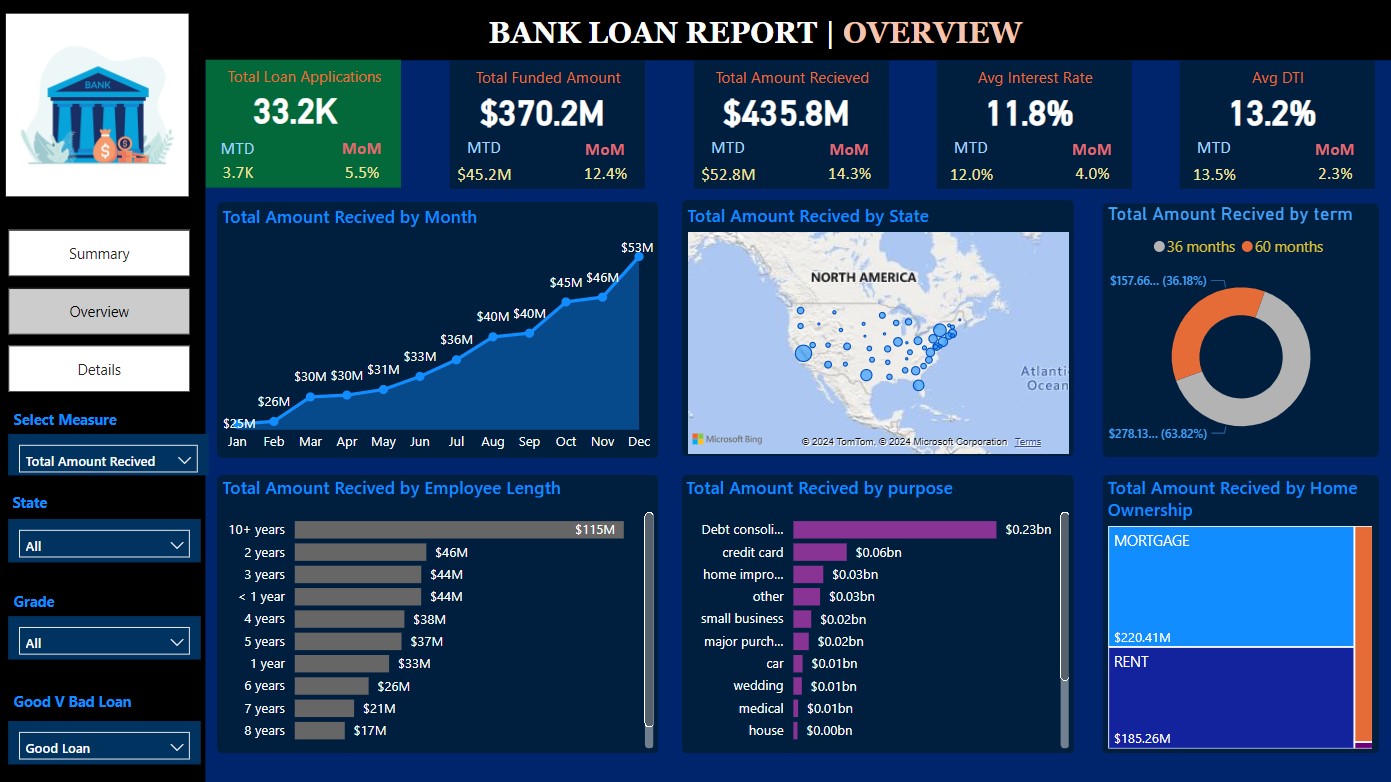 BANK LOAN REPORT | OVERVIEW
BANK
Total Loan Applications
33.2K
MTD
MoM
3.7K
5.5%
Total Funded Amount
$370.2M
MTD
MoM
$45.2M
12.4%
Total Amount Recieved
$435.8M
MTD
MoM
$52.8M
14.3%
Avg Interest Rate
11.8%
MTD
MoM
12.0%
4.0%
Avg DTI
13.2%
MTD
MoM
13.5%
2.3%
Summary
Overview
Details
Select Measure
Total Amount Recived
State
All
Grade
All
Good V Bad Loan
Good Loan
Total Amount Recived by Month
$25M
$26M
$30M
$30M
$31M
$33M
$36M
$40M
$40M
$45M
$46M
$53M
Jan Feb Mar Apr May Jun Jul Aug Sep Oct Nov Dec
Total Amount Recived by State
NORTH AMERICA
Atlantic
Ocean
Microsoft Bing
© 2024 TomTom, © 2024 Microsoft Corporation Terms
Total Amount Recived by term
36 months 60 months
$157.66... (36.18%)
$278.13... (63.82%)
Total Amount Recived by Employee Length
10+ years $115M
2 years $46M
3 years $44M
< 1 year $44M
4 years $38M
5 years $37M
1 year $33M
6 years $26M
7 years $21M
8 years $17M
Total Amount Recived by purpose
Debt consoli... $0.23bn
credit card $0.06bn
home impro... $0.03bn
other $0.03bn
small business $0.02bn
major purch... $0.02bn
car $0.01bn
wedding $0.01bn
medical $0.01bn
house $0.00bn
Total Amount Recived by Home
Ownership
MORTGAGE
$220.41M
RENT
$185.26M